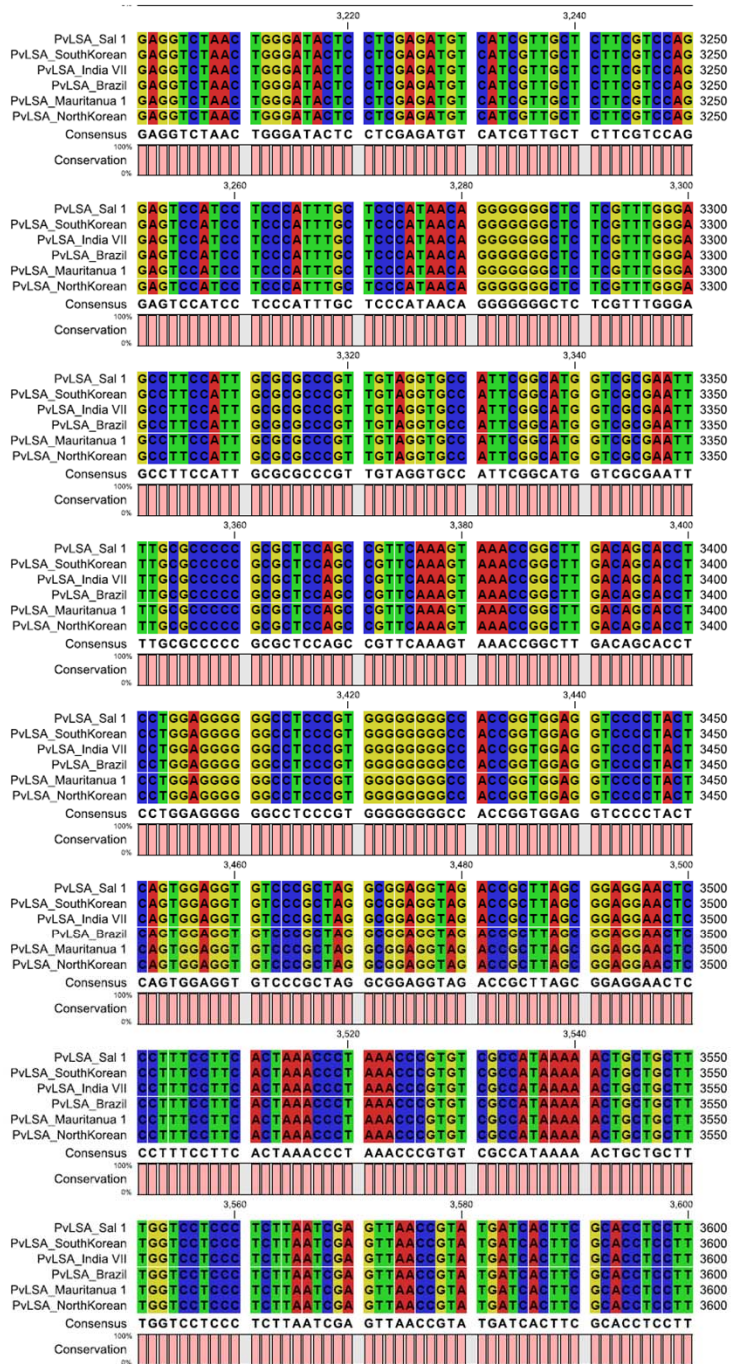 3,220 3,240
PvLSA_Sal 1 GAGGTCTAAC TGGGATACTC CTCGAGATGT CATCGTTGCT CTTCGTCCAG 3250
PvLSA_SouthKorean GAGGTCTAAC TGGGATACTC CTCGAGATGT CATCGTTGCT CTTCGTCCAG 3250
PvLSA_India VII GAGGTCTAAC TGGGATACTC CTCGAGATGT CATCGTTGCT CTTCGTCCAG 3250
PvLSA_Brazil GAGGTCTAAC TGGGATACTC CTCGAGATGT CATCGTTGCT CTTCGTCCAG 3250
PvLSA_Mauritanua 1 GAGGTCTAAC TGGGATACTC CTCGAGATGT CATCGTTGCT CTTCGTCCAG 3250
PvLSA_NorthKorean GAGGTCTAAC TGGGATACTC CTCGAGATGT CATCGTTGCT CTTCGTCCAG 3250
Consensus GAGGTCTAAC TGGGATACTC CTCGAGATGT CATCGTTGCT CTTCGTCCAG
100%
Conservation
0%
3,260 3,280 3,300
PvLSA_Sal 1 GAGTCCATCC TCCCATTTGC TCCCATAACA GGGGGGGCTC TCGTTTGGGA 3300
PvLSA_SouthKorean GAGTCCATCC TCCCATTTGC TCCCATAACA GGGGGGGCTC TCGTTTGGGA 3300
PvLSA_India VII GAGTCCATCC TCCCATTTGC TCCCATAACA GGGGGGGCTC TCGTTTGGGA 3300
PvLSA_Brazil GAGTCCATCC TCCCATTTGC TCCCATAACA GGGGGGGCTC TCGTTTGGGA 3300
PvLSA_Mauritanua 1 GAGTCCATCC TCCCATTTGC TCCCATAACA GGGGGGGCTC TCGTTTGGGA 3300
PvLSA_NorthKorean GAGTCCATCC TCCCATTTGC TCCCATAACA GGGGGGGCTC TCGTTTGGGA 3300
Consensus GAGTCCATCC TCCCATTTGC TCCCATAACA GGGGGGGCTC TCGTTTGGGA
100%
Conservation
0%
3,320 3,340
PvLSA_Sal 1 GCCTTCCATT GCGCGCCCGT TGTAGGTGCC ATTCGGCATG GTCGCGAATT 3350
PvLSA_SouthKorean GCCTTCCATT GCGCGCCCGT TGTAGGTGCC ATTCGGCATG GTCGCGAATT 3350
PvLSA_India VII GCCTTCCATT GCGCGCCCGT TGTAGGTGCC ATTCGGCATG GTCGCGAATT 3350
PvLSA_Brazil GCCTTCCATT GCGCGCCCGT TGTAGGTGCC ATTCGGCATG GTCGCGAATT 3350
PvLSA_Mauritanua 1 GCCTTCCATT GCGCGCCCGT TGTAGGTGCC ATTCGGCATG GTCGCGAATT 3350
PvLSA_NorthKorean GCCTTCCATT GCGCGCCCGT TGTAGGTGCC ATTCGGCATG GTCGCGAATT 3350
Consensus GCCTTCCATT GCGCGCCCGT TGTAGGTGCC ATTCGGCATG GTCGCGAATT
100%
Conservation
0%
3,360 3,380 3,400
PvLSA_Sal 1 TTGCGCCCCC GCGCTCCAGC CGTTCAAAGT AAACCGGCTT GACAGCACCT 3400
PvLSA_SouthKorean TTGCGCCCCC GCGCTCCAGC CGTTCAAAGT AAACCGGCTT GACAGCACCT 3400
PvLSA_India VII TTGCGCCCCC GCGCTCCAGC CGTTCAAAGT AAACCGGCTT GACAGCACCT 3400
PvLSA_Brazil TTGCGCCCCC GCGCTCCAGC CGTTCAAAGT AAACCGGCTT GACAGCACCT 3400
PvLSA_Mauritanua 1 TTGCGCCCCC GCGCTCCAGC CGTTCAAAGT AAACCGGCTT GACAGCACCT 3400
PvLSA_NorthKorean TTGCGCCCCC GCGCTCCAGC CGTTCAAAGT AAACCGGCTT GACAGCACCT 3400
Consensus TTGCGCCCCC GCGCTCCAGC CGTTCAAAGT AAACCGGCTT GACAGCACCT
100%
Conservation
0%
3,420 3,440
PvLSA_Sal 1 CCTGGAGGGG GGCCTCCCGT GGGGGGGGCC ACCGGTGGAG GTCCCCTACT 3450
PvLSA_SouthKorean CCTGGAGGGG GGCCTCCCGT GGGGGGGGCC ACCGGTGGAG GTCCCCTACT 3450
PvLSA_India VII CCTGGAGGGG GGCCTCCCGT GGGGGGGGCC ACCGGTGGAG GTCCCCTACT 3450
PvLSA_Brazil CCTGGAGGGG GGCCTCCCGT GGGGGGGGCC ACCGGTGGAG GTCCCCTACT 3450
PvLSA_Mauritanua 1 CCTGGAGGGG GGCCTCCCGT GGGGGGGGCC ACCGGTGGAG GTCCCCTACT 3450
PvLSA_NorthKorean CCTGGAGGGG GGCCTCCCGT GGGGGGGGCC ACCGGTGGAG GTCCCCTACT 3450
Consensus CCTGGAGGGG GGCCTCCCGT GGGGGGGGCC ACCGGTGGAG GTCCCCTACT
100%
Conservation
0%
3,460 3,480 3,500
PvLSA_Sal 1 CAGTGGAGGT GTCCCGCTAG GCGGAGGTAG ACCGCTTAGC GGAGGAACTC 3500
PvLSA_SouthKorean CAGTGGAGGT GTCCCGCTAG GCGGAGGTAG ACCGCTTAGC GGAGGAACTC 3500
PvLSA_India VII CAGTGGAGGT GTCCCGCTAG GCGGAGGTAG ACCGCTTAGC GGAGGAACTC 3500
PvLSA_Brazil CAGTGGAGGT GTCCCGCTAG GCGGAGGTAG ACCGCTTAGC GGAGGAACTC 3500
PvLSA_Mauritanua 1 CAGTGGAGGT GTCCCGCTAG GCGGAGGTAG ACCGCTTAGC GGAGGAACTC 3500
PvLSA_NorthKorean CAGTGGAGGT GTCCCGCTAG GCGGAGGTAG ACCGCTTAGC GGAGGAACTC 3500
Consensus CAGTGGAGGT GTCCCGCTAG GCGGAGGTAG ACCGCTTAGC GGAGGAACTC
100%
Conservation
0%
3,520 3,540
PvLSA_Sal 1 CCTTTCCTTC ACTAAACCCT AAACCCGTGT CGCCATAAAA ACTGCTGCTT 3550
PvLSA_SouthKorean CCTTTCCTTC ACTAAACCCT AAACCCGTGT CGCCATAAAA ACTGCTGCTT 3550
PvLSA_India VII CCTTTCCTTC ACTAAACCCT AAACCCGTGT CGCCATAAAA ACTGCTGCTT 3550
PvLSA_Brazil CCTTTCCTTC ACTAAACCCT AAACCCGTGT CGCCATAAAA ACTGCTGCTT 3550
PvLSA_Mauritanua 1 CCTTTCCTTC ACTAAACCCT AAACCCGTGT CGCCATAAAA ACTGCTGCTT 3550
PvLSA_NorthKorean CCTTTCCTTC ACTAAACCCT AAACCCGTGT CGCCATAAAA ACTGCTGCTT 3550
Consensus CCTTTCCTTC ACTAAACCCT AAACCCGTGT CGCCATAAAA ACTGCTGCTT
100%
Conservation
0%
3,560 3,580 3,600
PvLSA_Sal 1 TGGTCCTCCC TCTTAATCGA GTTAACCGTA TGATCACTTC GCACCTCCTT 3600
PvLSA_SouthKorean TGGTCCTCCC TCTTAATCGA GTTAACCGTA TGATCACTTC GCACCTCCTT 3600
PvLSA_India VII TGGTCCTCCC TCTTAATCGA GTTAACCGTA TGATCACTTC GCACCTCCTT 3600
PvLSA_Brazil TGGTCCTCCC TCTTAATCGA GTTAACCGTA TGATCACTTC GCACCTCCTT 3600
PvLSA_Mauritanua 1 TGGTCCTCCC TCTTAATCGA GTTAACCGTA TGATCACTTC GCACCTCCTT 3600
PvLSA_NorthKorean TGGTCCTCCC TCTTAATCGA GTTAACCGTA TGATCACTTC GCACCTCCTT 3600
Consensus TGGTCCTCCC TCTTAATCGA GTTAACCGTA TGATCACTTC GCACCTCCTT
100%
Conservation
0%